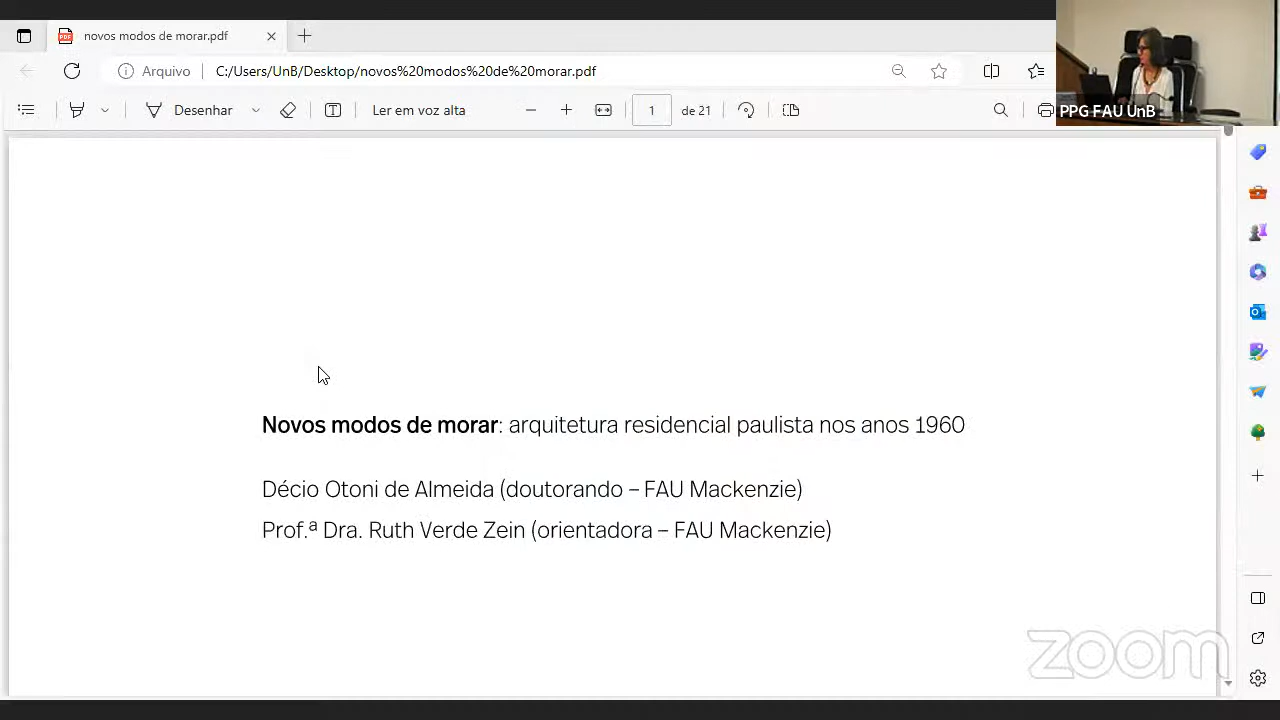 novos modos de morar.pdf
Arquivo
C:/Users/UnB/Desktop/novos%20modos%20de%20morar.pdf
Desenhar
Ler em voz alta
1
de 21
PPG FAU UnB
Novos modos de morar: arquitetura residencial paulista nos anos 1960
Décio Otoni de Almeida (doutorando – FAU Mackenzie)
Prof.ª Dra. Ruth Verde Zein (orientadora – FAU Mackenzie)
zoom